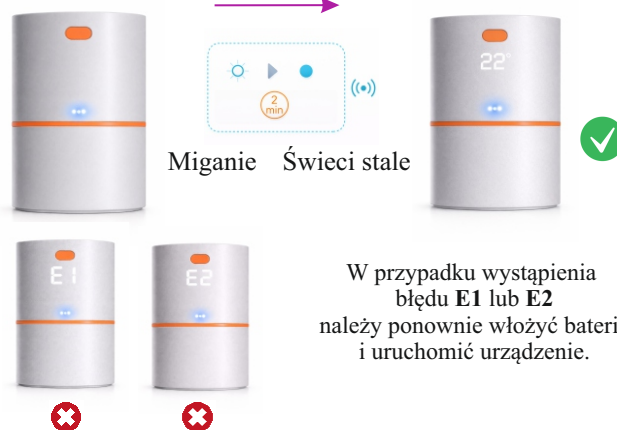 22°
2
min
Miganie Świeci stale
E1 E2
W przypadku wystąpienia
błędu E1 lub E2
należy ponownie włożyć bateri
i uruchomić urządzenie.